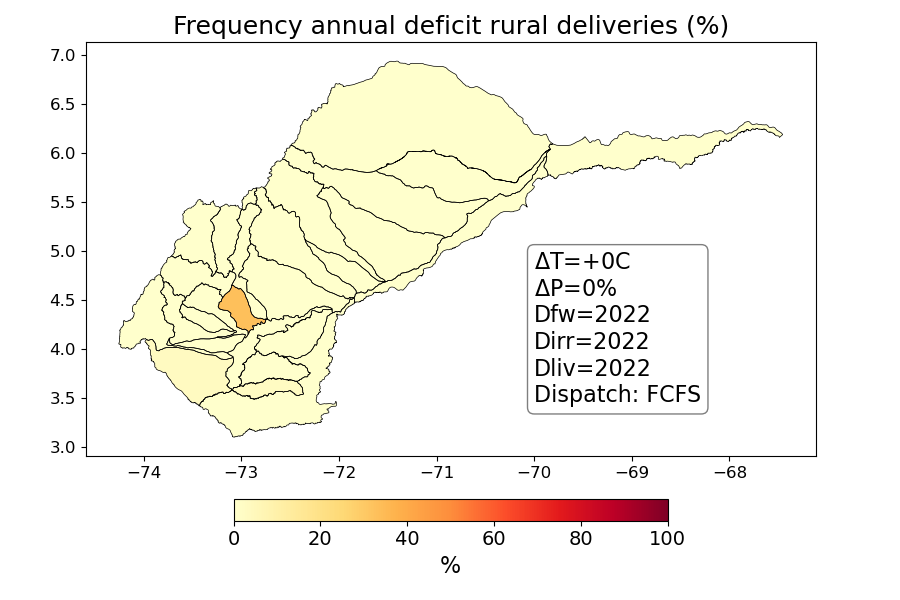 Frequency annual deficit rural deliveries (%)
7.0
6.5
6.0
5.5
5.0
4.5
4.0
3.5
3.0
ΔT=+0C
ΔP=0%
Dfw=2022
Dirr=2022
Dliv=2022
Dispatch: FCFS
−74 −73 −72 −71 −70 −69 −68
0 20 40 60 80 100
%